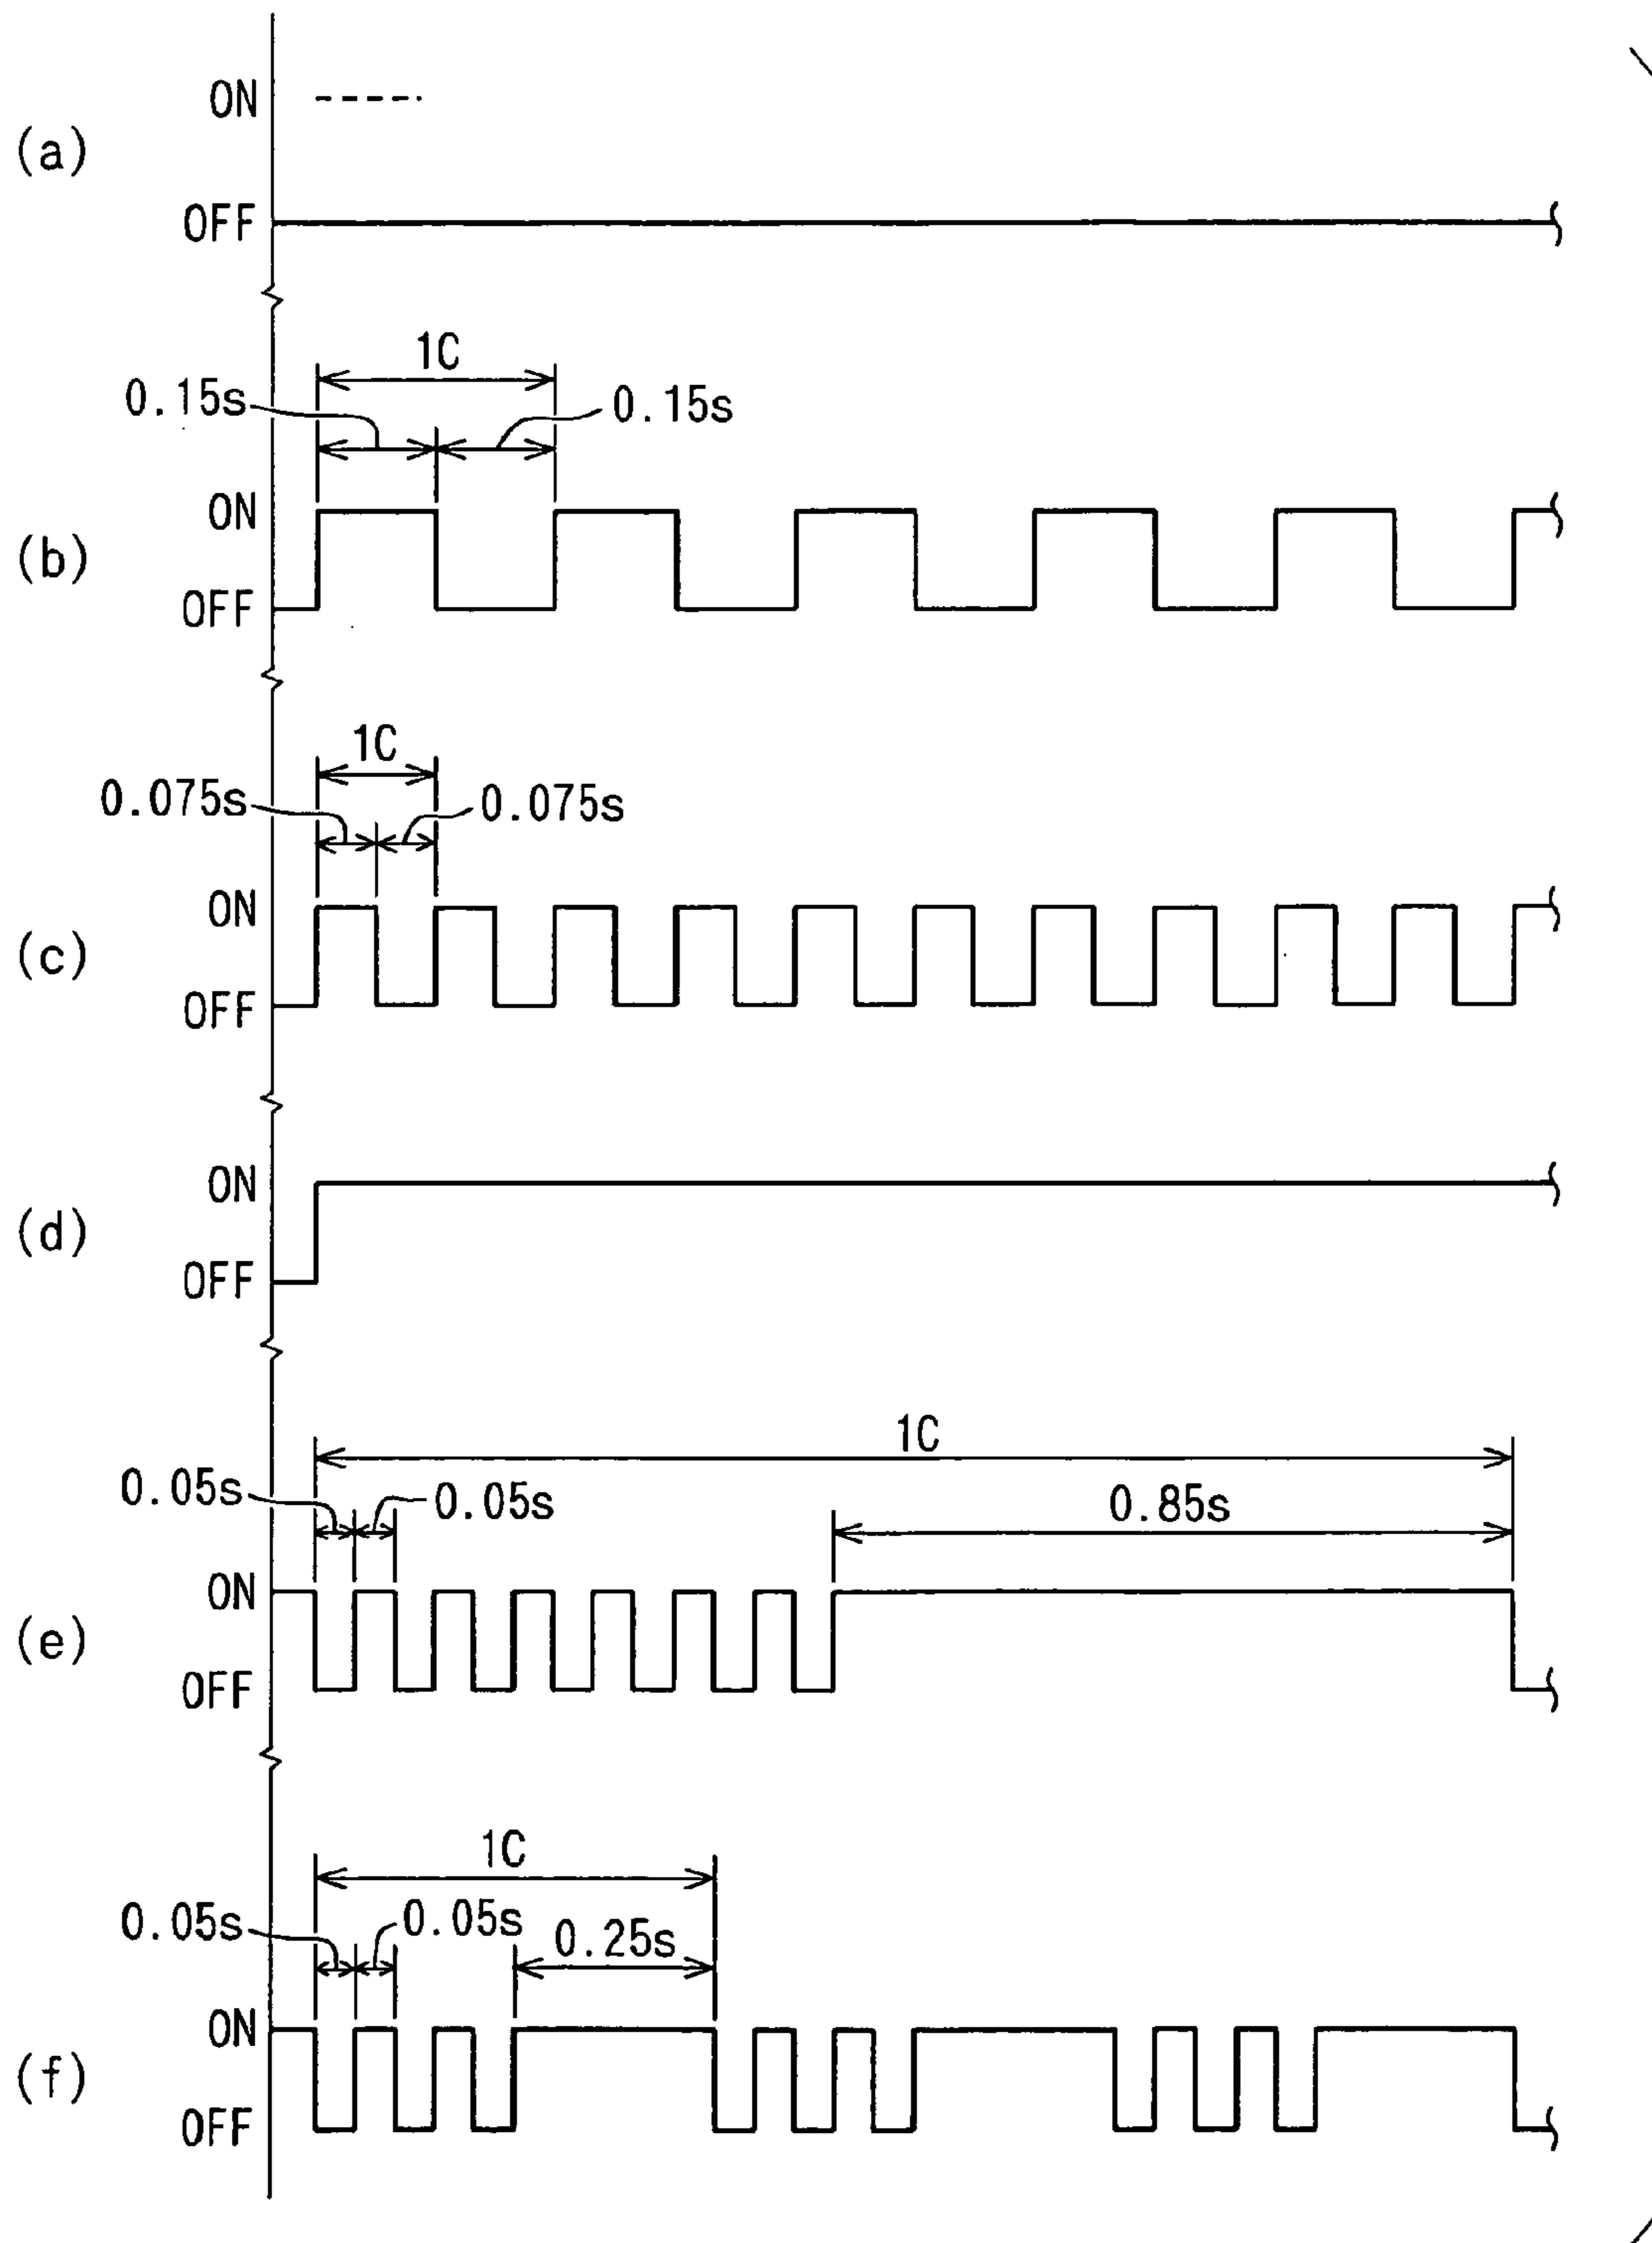 (a)
ON
OFF
(b)
1C
0.15s
0.15s
ON
OFF
(c)
1C
0.075s
0.075s
ON
OFF
(d)
ON
OFF
(e)
1C
0.05s
0.05s
0.85s
ON
OFF
(f)
1C
0.05s
0.05s
0.25s
ON
OFF